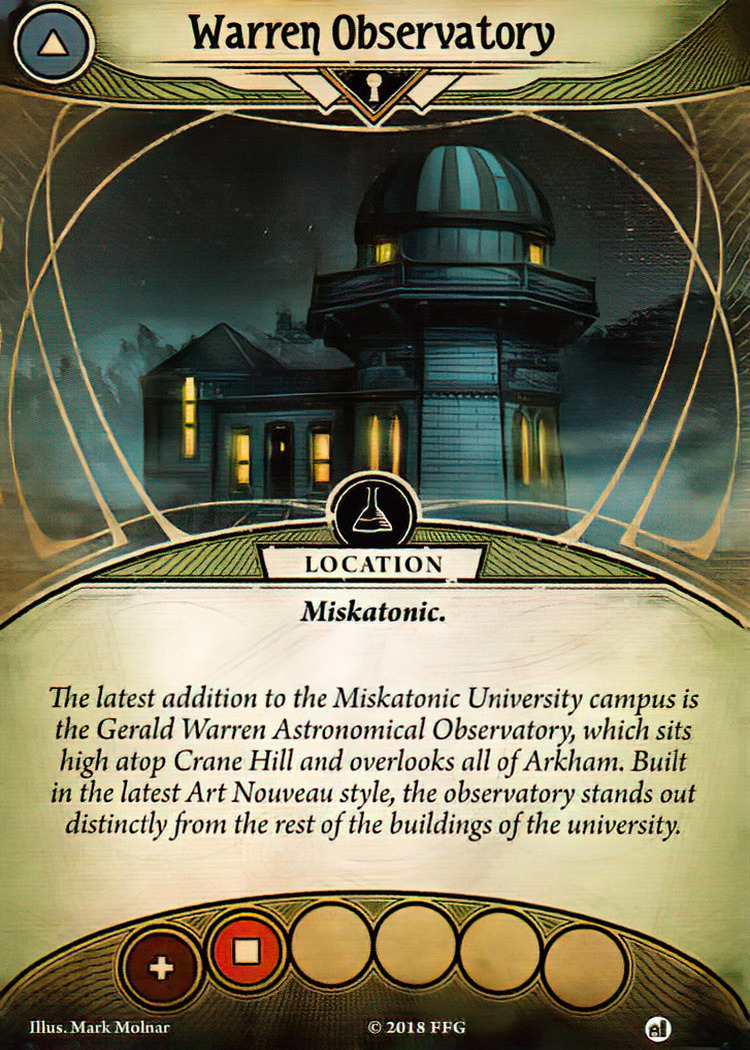 Warren Observatory
LOCATION
Miskatonic.
The latest addition to the Miskatonic University campus is
the Gerald Warren Astronomical Observatory, which sits
high atop Crane Hill and overlooks all of Arkham. Built
in the latest Art Nouveau style, the observatory stands out
distinctly from the rest of the buildings of the university.
Illus. Mark Molnar
© 2018 FFG